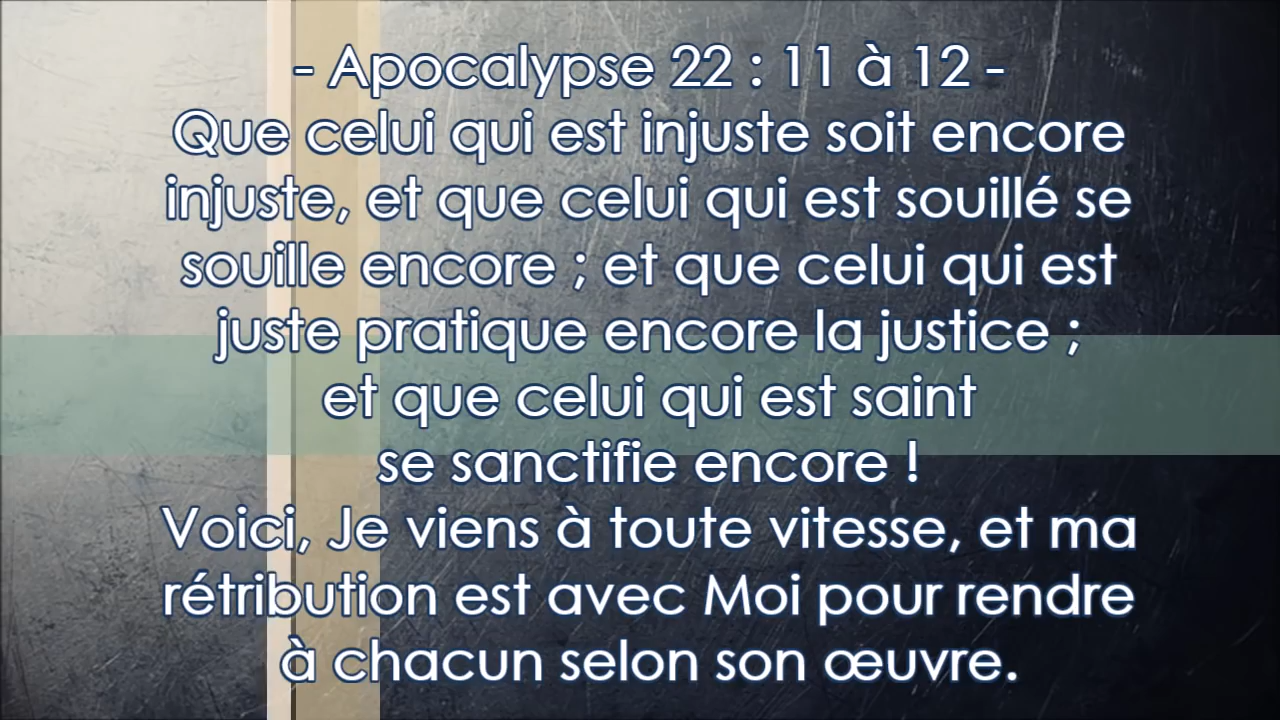 - Apocalypse 22 : 11 à 12 -
Que celui qui est injuste soit encore
injuste, et que celui qui est souillé se
souille encore ; et que celui qui est
juste pratique encore la justice ;
et que celui qui est saint
se sanctifie encore !
Voici, Je viens à toute vitesse, et ma
rétribution est avec Moi pour rendre
à chacun selon son œuvre.